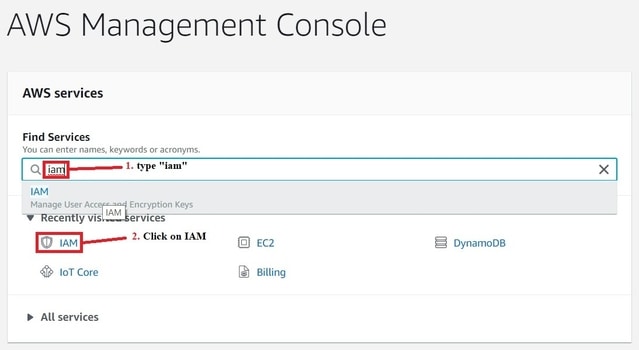 AWS Management Console
AWS services
Find Services
You can enter names, keywords or acronyms.
iam
1. type "iam"
IAM
Manage User Access and Encryption Keys
IAM
Recently visited services
IAM
2. Click on IAM
EC2
DynamoDB
IoT Core
Billing
All services